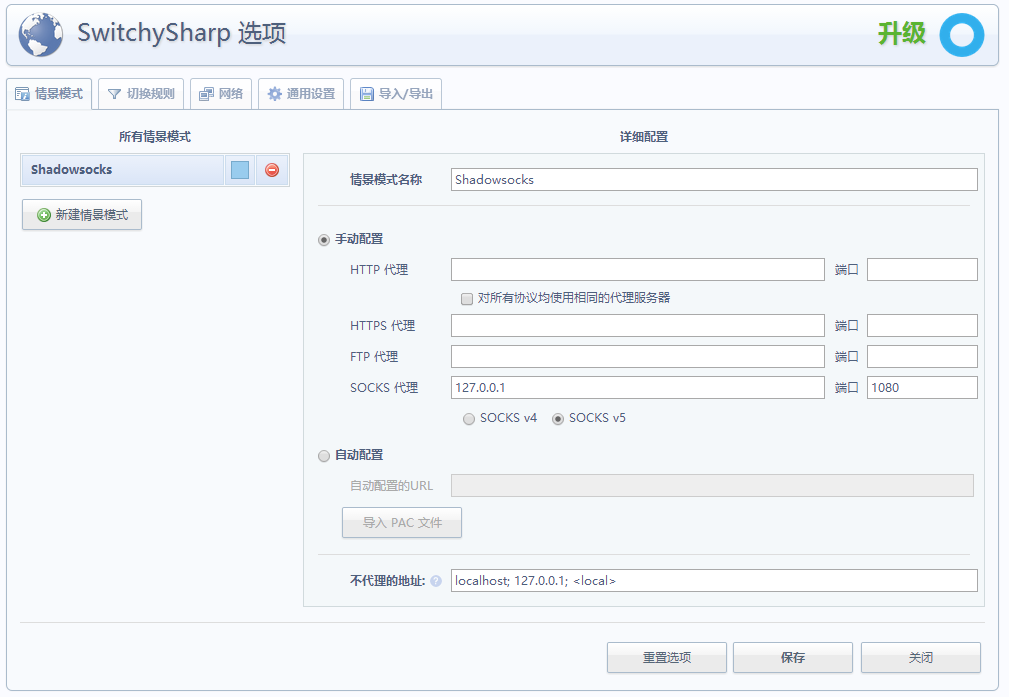 SwitchySharp 选项
升级
情景模式 切换规则 网络 通用设置 导入/导出
所有情景模式
Shadowsocks
新建情景模式
详细配置
情景模式名称 Shadowsocks
手动配置
HTTP 代理 端口
对所有协议均使用相同的代理服务器
HTTPS 代理 端口
FTP 代理 端口
SOCKS 代理 127.0.0.1 端口 1080
SOCKS v4 SOCKS v5
自动配置
自动配置的URL
导入 PAC 文件
不代理的地址: ? localhost; 127.0.0.1; <local>
重置选项 保存 关闭